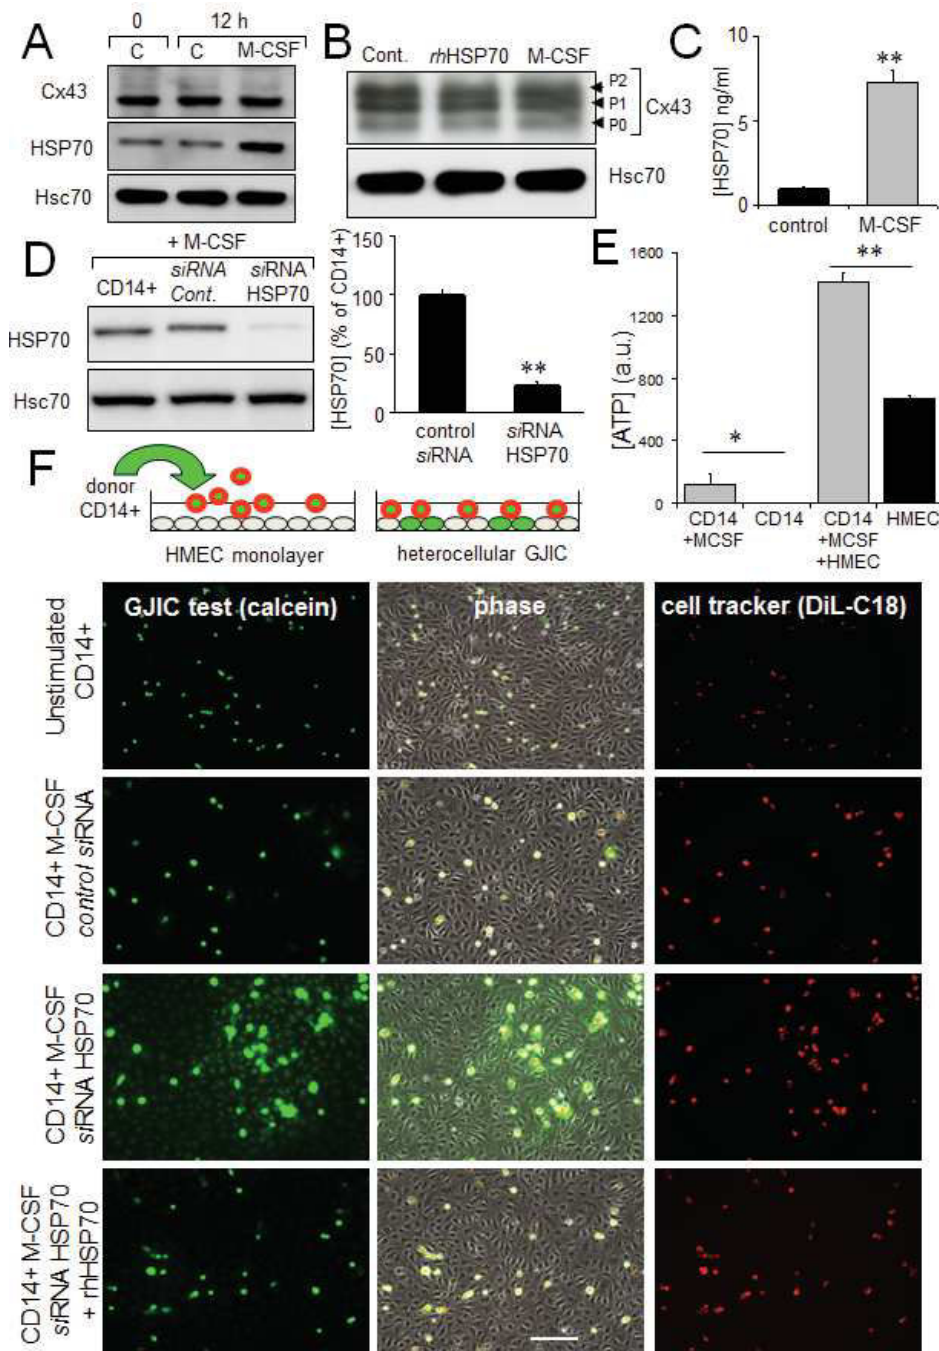 A
0
12 h
C
C
M-CSF
Cx43
HSP70
Hsc70
B
Cont.
rhHSP70
M-CSF
P2
P1
P0
Cx43
Hsc70
C
[HSP70] ng/ml
10
5
0
**
control
M-CSF
D
+ M-CSF
CD14+
siRNA Cont.
siRNA HSP70
HSP70
Hsc70
[HSP70] (% of CD14+)
150
100
50
0
**
control siRNA
siRNA HSP70
E
[ATP] (a.u.)
1600
1200
800
400
0
*
**
CD14 +MCSF
CD14
CD14 +MCSF +HMEC
HMEC
F
donor
CD14+
HMEC monolayer
heterocellular GJIC
GJIC test (calcein)
phase
cell tracker (DiL-C18)
Unstimulated CD14+
CD14+ M-CSF control siRNA
CD14+ M-CSF siRNA HSP70
CD14+ M-CSF siRNA HSP70 + rhHSP70